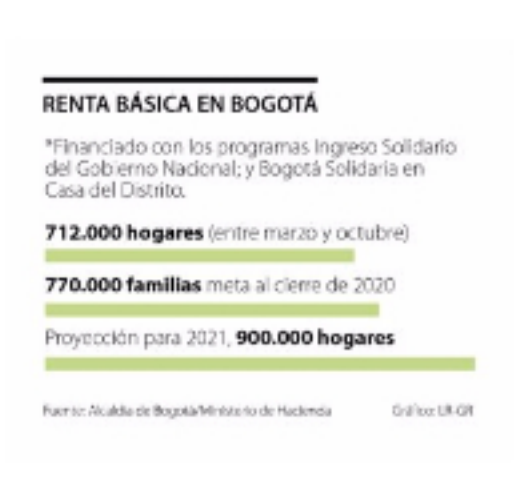 RENTA BÁSICA EN BOGOTÁ
*Financiado con los programas Ingreso Solidario
del Gobierno Nacional; y Bogotá Solidaria en
Casa del Distrito.
712.000 hogares (entre marzo y octubre)
770.000 familias meta al cierre de 2020
Proyección para 2021, 900.000 hogares
Fuente: Alcaldía de Bogotá/Ministerio de Hacienda
Gráfico: LR-GR